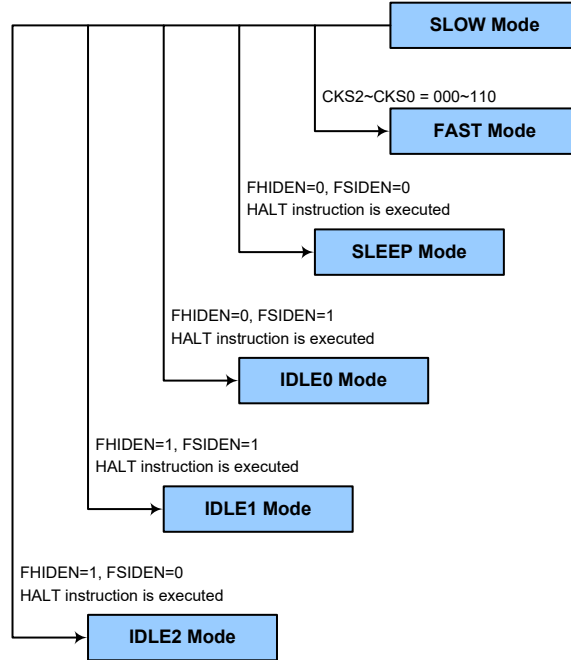 SLOW Mode
CKS2~CKS0 = 000~110
FAST Mode
FHIDEN=0, FSIDEN=0
HALT instruction is executed
SLEEP Mode
FHIDEN=0, FSIDEN=1
HALT instruction is executed
IDLE0 Mode
FHIDEN=1, FSIDEN=1
HALT instruction is executed
IDLE1 Mode
FHIDEN=1, FSIDEN=0
HALT instruction is executed
IDLE2 Mode